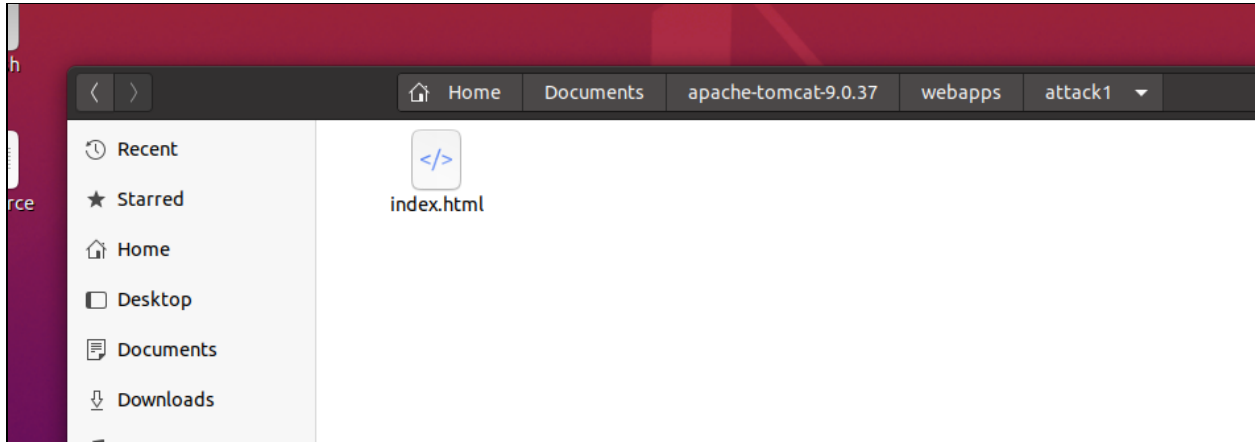 h
Home Documents apache-tomcat-9.0.37 webapps attack1
Recent
</>
rce
Starred
index.html
Home
Desktop
Documents
Downloads